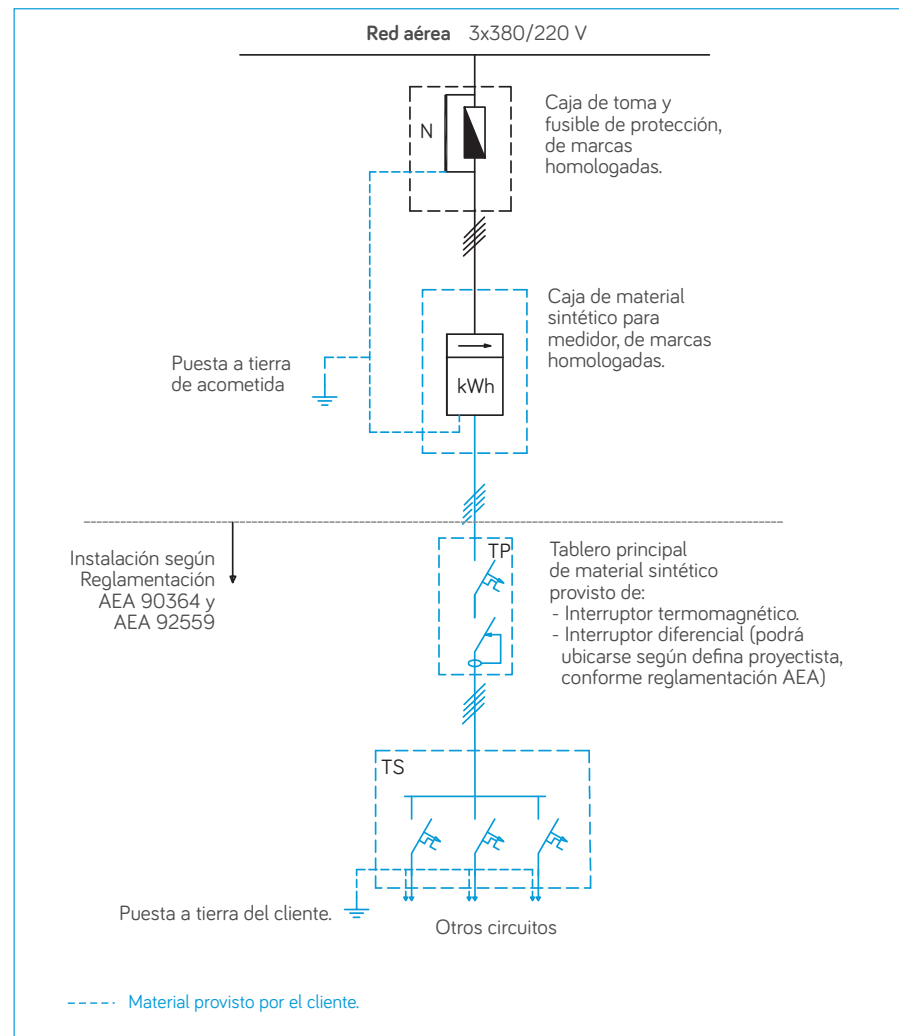 Red aérea 3x380/220 V
N
Caja de toma y
fusible de protección,
de marcas
homologadas.
Caja de material
sintético para
medidor, de marcas
homologadas.
Puesta a tierra
de acometida
kWh
Instalación según
Reglamentación
AEA 90364 y
AEA 92559
TP
Tablero principal
de material sintético
provisto de:
- Interruptor termomagnético.
- Interruptor diferencial (podrá
ubicarse según defina proyectista,
conforme reglamentación AEA)
TS
Puesta a tierra del cliente.
Otros circuitos
Material provisto por el cliente.